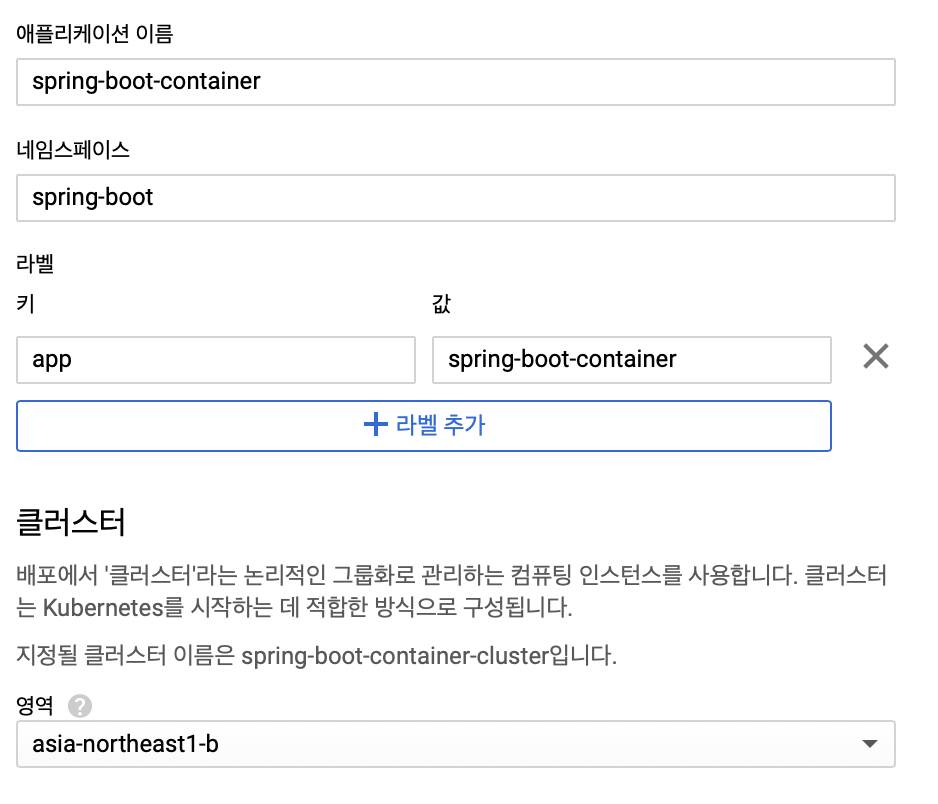 애플리케이션 이름
spring-boot-container
네임스페이스
spring-boot
라벨
키 값
app spring-boot-container
+ 라벨 추가
클러스터
배포에서 '클러스터'라는 논리적인 그룹화로 관리하는 컴퓨팅 인스턴스를 사용합니다. 클러스터
는 Kubernetes를 시작하는 데 적합한 방식으로 구성됩니다.
지정될 클러스터 이름은 spring-boot-container-cluster입니다.
영역 ?
asia-northeast1-b